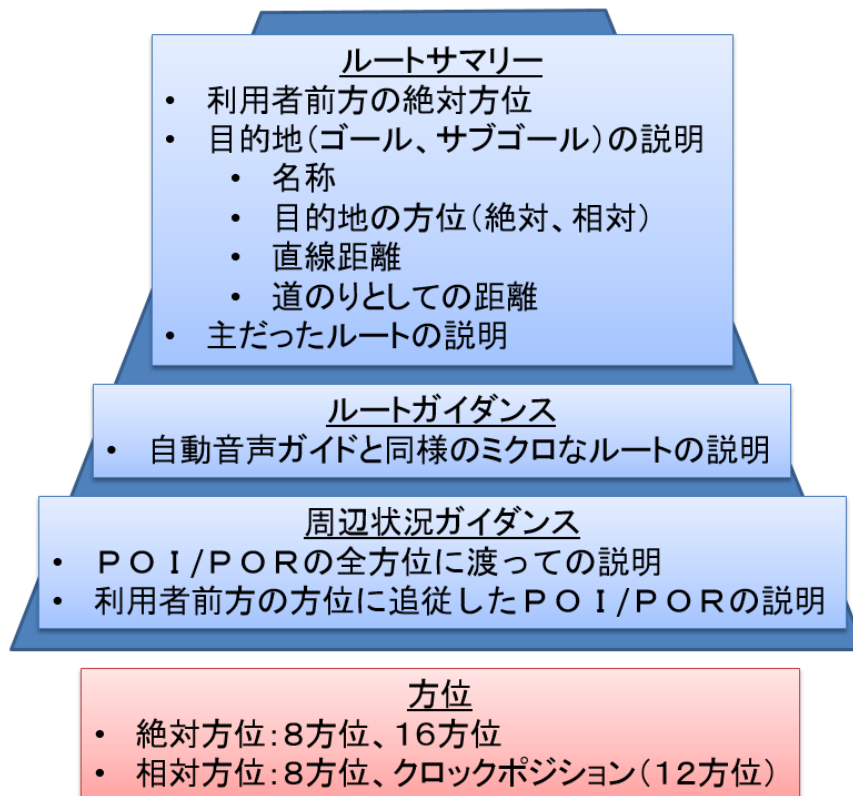 ルートサマリー
• 利用者前方の絶対方位
• 目的地(ゴール、サブゴール)の説明
• 名称
• 目的地の方位(絶対、相対)
• 直線距離
• 道のりとしての距離
• 主だったルートの説明
ルートガイダンス
• 自動音声ガイドと同様のミクロなルートの説明
周辺状況ガイダンス
• POI/PORの全方位に渡っての説明
• 利用者前方の方位に追従したPOI/PORの説明
方位
• 絶対方位:8方位、16方位
• 相対方位:8方位、クロックポジション(12方位)